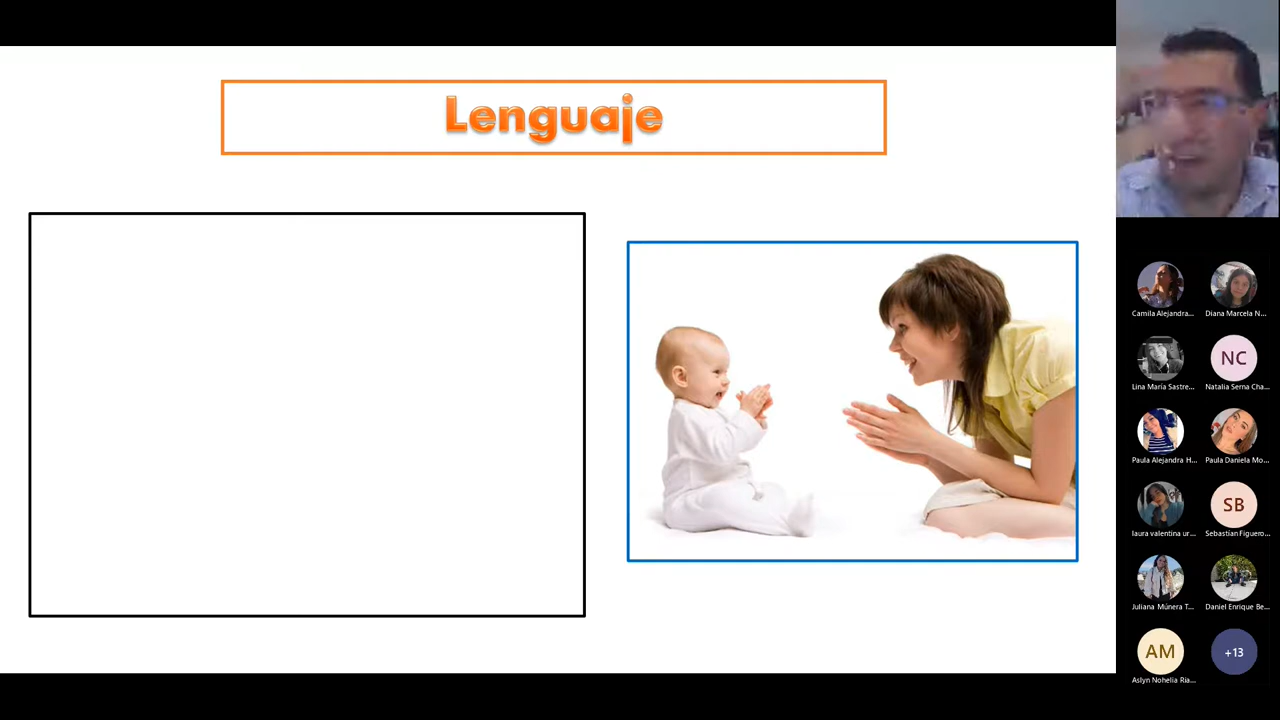 Lenguaje
Camila Alejandra...
Diana Marcela N...
Lina María Sastre...
NC
Natalia Serna Cha...
Paula Alejandra H...
Paula Daniela Mo...
laura valentina ur...
SB
Sebastian Figuero...
Juliana Múnera T...
Daniel Enrique Be...
AM
Aslyn Nohelia Ria...
+13